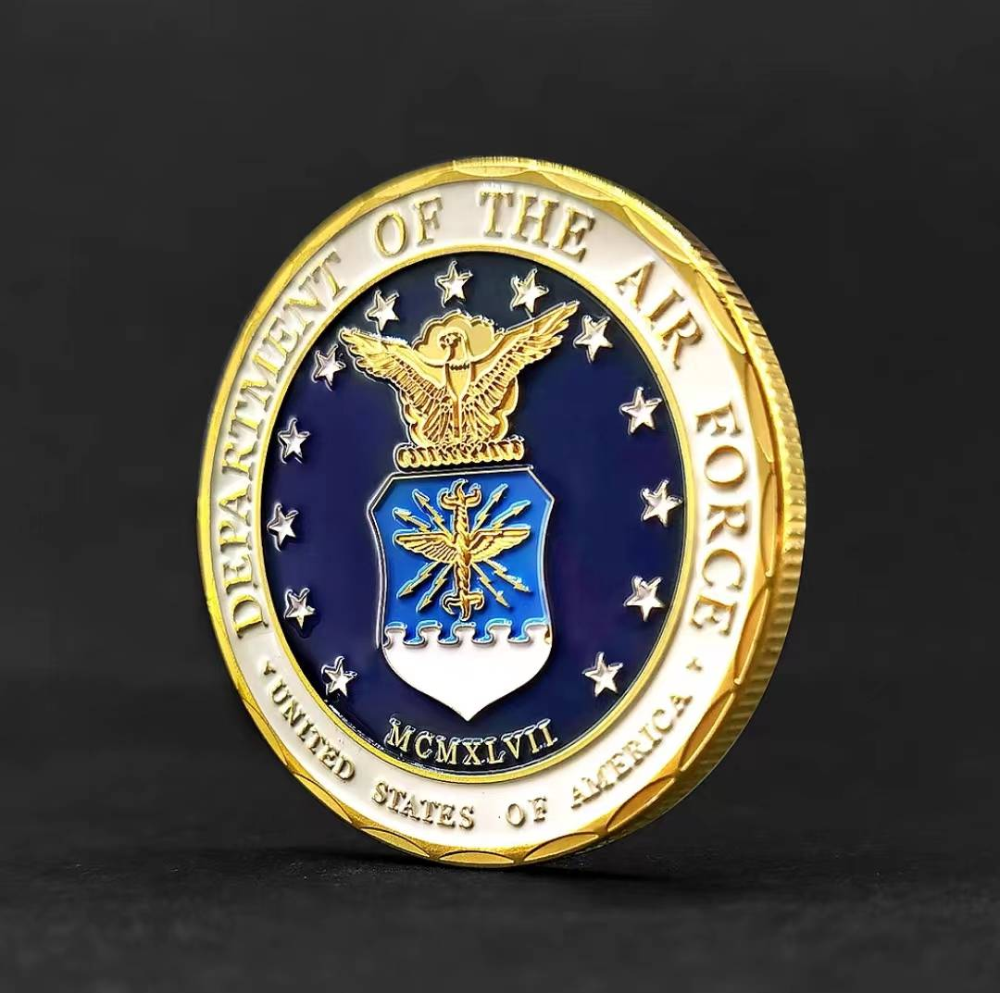 DEPARTMENT OF THE AIR FORCE
MCMXLVII
UNITED STATES OF AMERICA